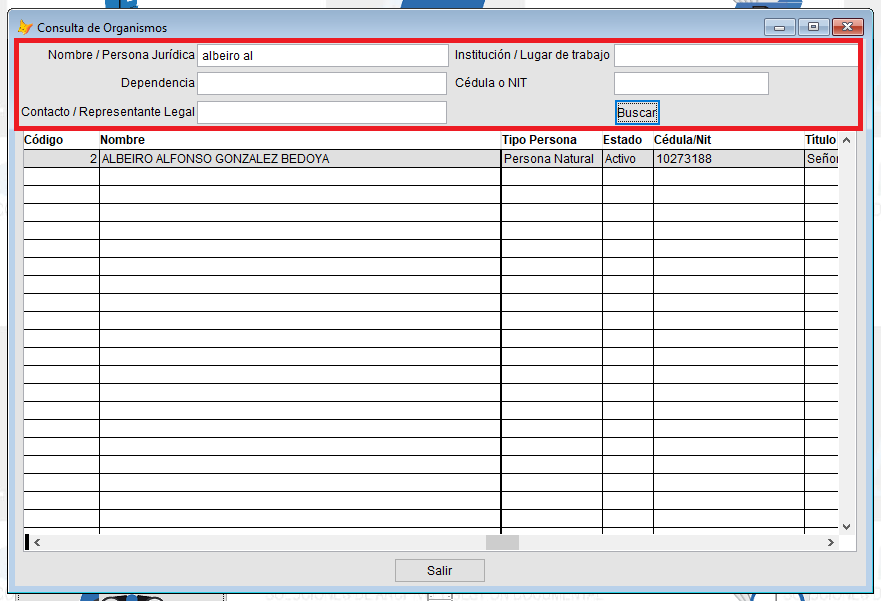 Consulta de Organismos
Nombre / Persona Jurídica albeiro al Institución / Lugar de trabajo
Dependencia Cédula o NIT
Contacto / Representante Legal Buscar
Código Nombre Tipo Persona Estado Cédula/Nit Título
2 ALBEIRO ALFONSO GONZALEZ BEDOYA Persona Natural Activo 10273188 Señor
Salir